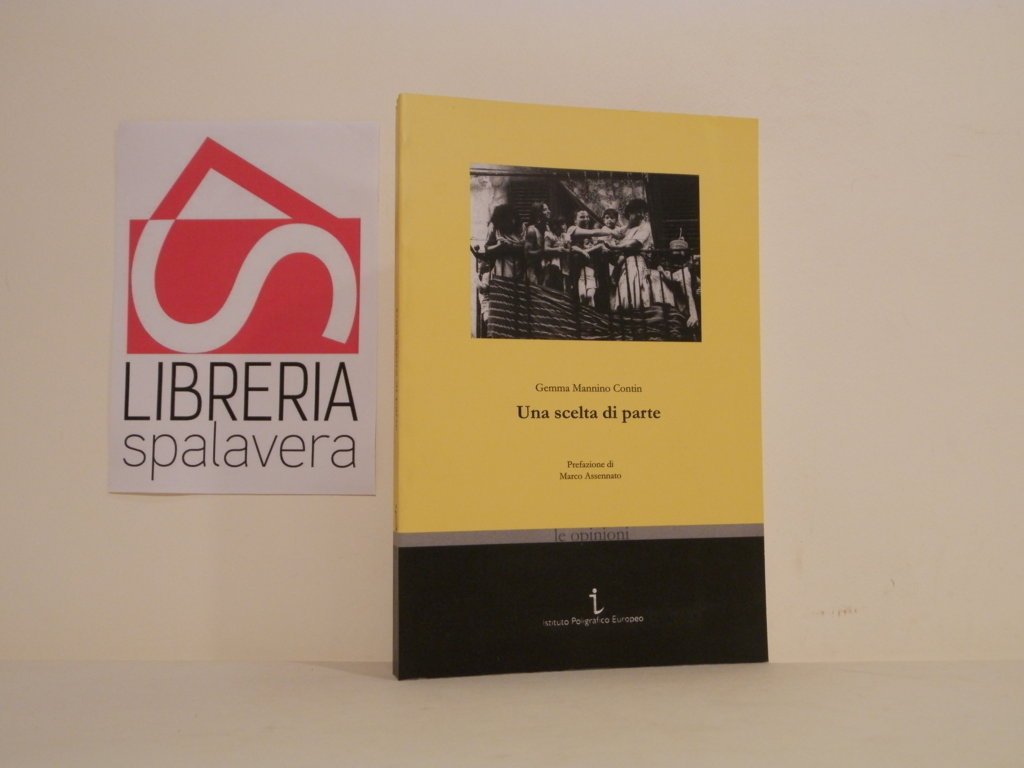 LIBRERIA
spalavera
Gemma Mannino Contin
Una scelta di parte
Prefazione di
Marco Assennato
le opinioni
Istituto Poligrafico Europeo